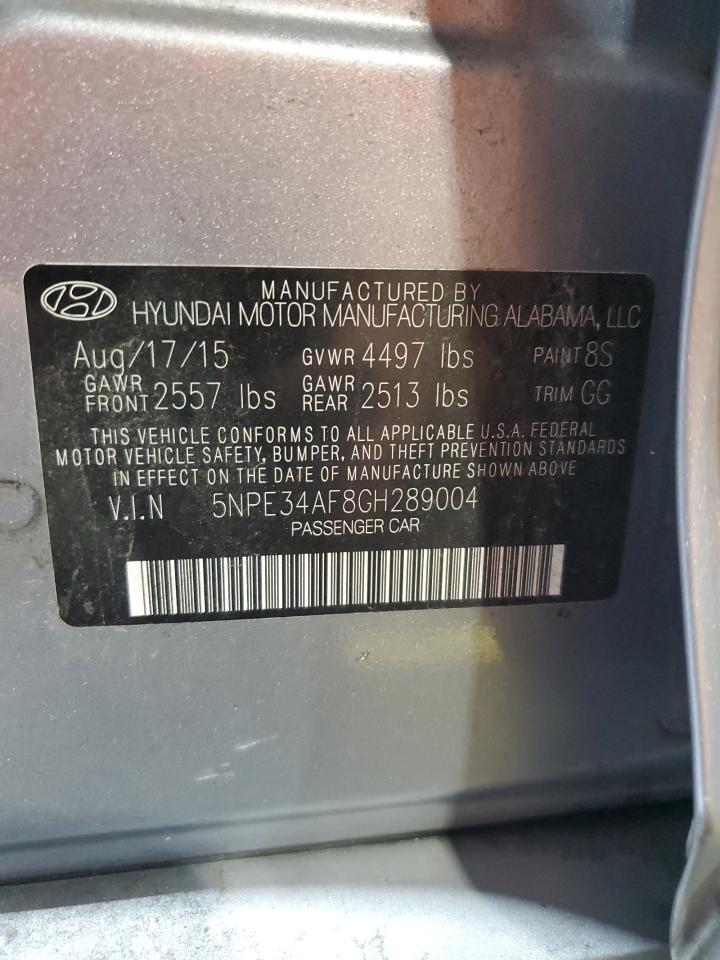 MANUFACTURED BY
HYUNDAI MOTOR MANUFACTURING ALABAMA, LLC
Aug/17/15 GVWR 4497 lbs PAINT 8S
GAWR FRONT 2557 lbs GAWR REAR 2513 lbs TRIM GG
THIS VEHICLE CONFORMS TO ALL APPLICABLE U.S.A. FEDERAL
MOTOR VEHICLE SAFETY, BUMPER, AND THEFT PREVENTION STANDARDS
IN EFFECT ON THE DATE OF MANUFACTURE SHOWN ABOVE
V.I.N 5NPE34AF8GH289004
PASSENGER CAR